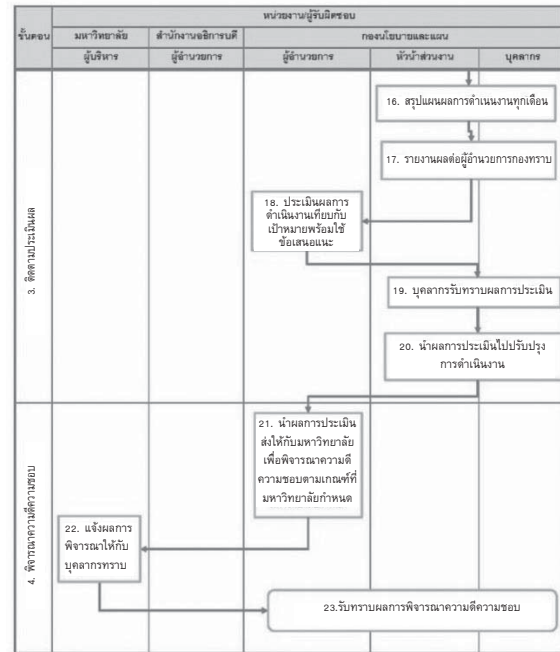 หน่วยงาน/ผู้รับผิดชอบ
ขั้นตอน
มหาวิทยาลัย
สำนักงานอธิการบดี
กองนโยบายและแผน
ผู้บริหาร
ผู้อำนวยการ
ผู้อำนวยการ
หัวหน้าส่วนงาน
บุคลากร
3. ติดตามประเมินผล
16. สรุปแผนผลการดำเนินงานทุกเดือน
17. รายงานผลต่อผู้อำนวยการกองทราบ
18. ประเมินผลการ
ดำเนินงานเทียบกับ
เป้าหมายพร้อมใช้
ข้อเสนอแนะ
19. บุคลากรรับทราบผลการประเมิน
20. นำผลการประเมินไปปรับปรุง
การดำเนินงาน
4. พิจารณาความดีความชอบ
21. นำผลการประเมิน
ส่งให้กับมหาวิทยาลัย
เพื่อพิจารณาความดี
ความชอบตามเกณฑ์ที่
มหาวิทยาลัยกำหนด
22. แจ้งผลการ
พิจารณาให้กับ
บุคลากรทราบ
23.รับทราบผลการพิจารณาความดีความชอบ